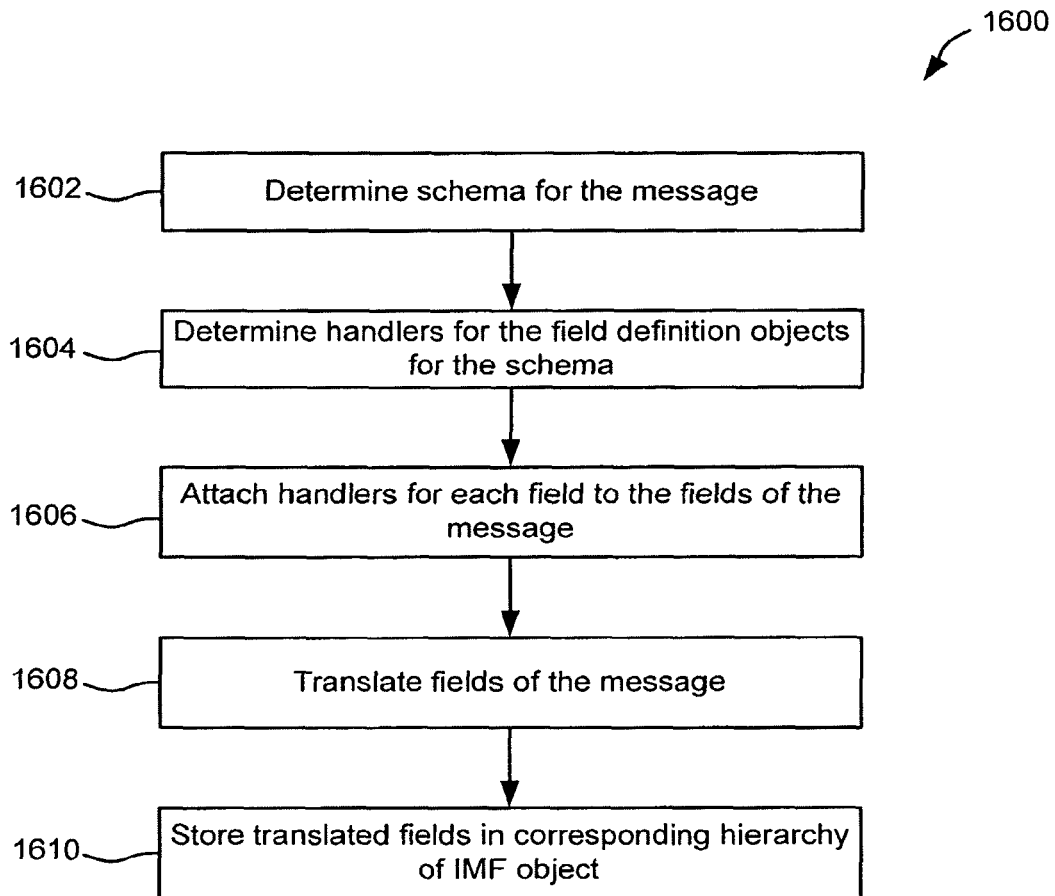 1600
1602
Determine schema for the message
1604
Determine handlers for the field definition objects
for the schema
1606
Attach handlers for each field to the fields of the
message
1608
Translate fields of the message
1610
Store translated fields in corresponding hierarchy
of IMF object